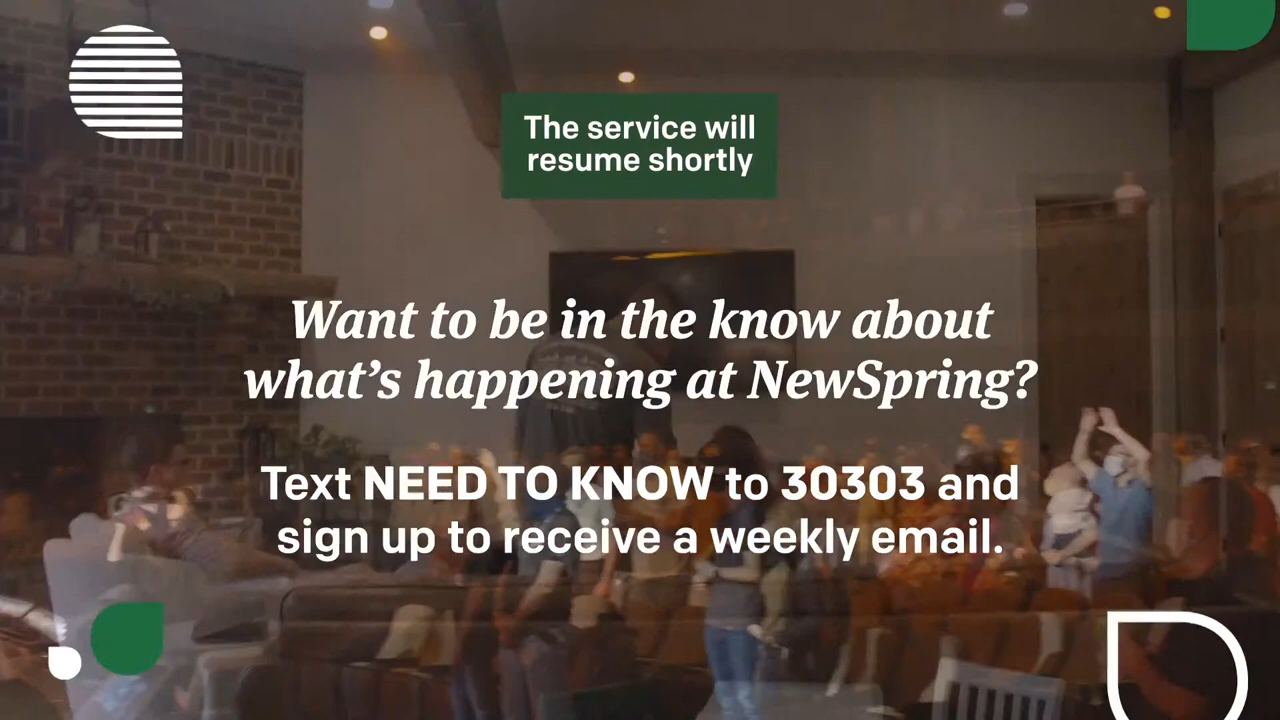 The service will
resume shortly
Want to be in the know about
what’s happening at NewSpring?
Text NEED TO KNOW to 30303 and
sign up to receive a weekly email.